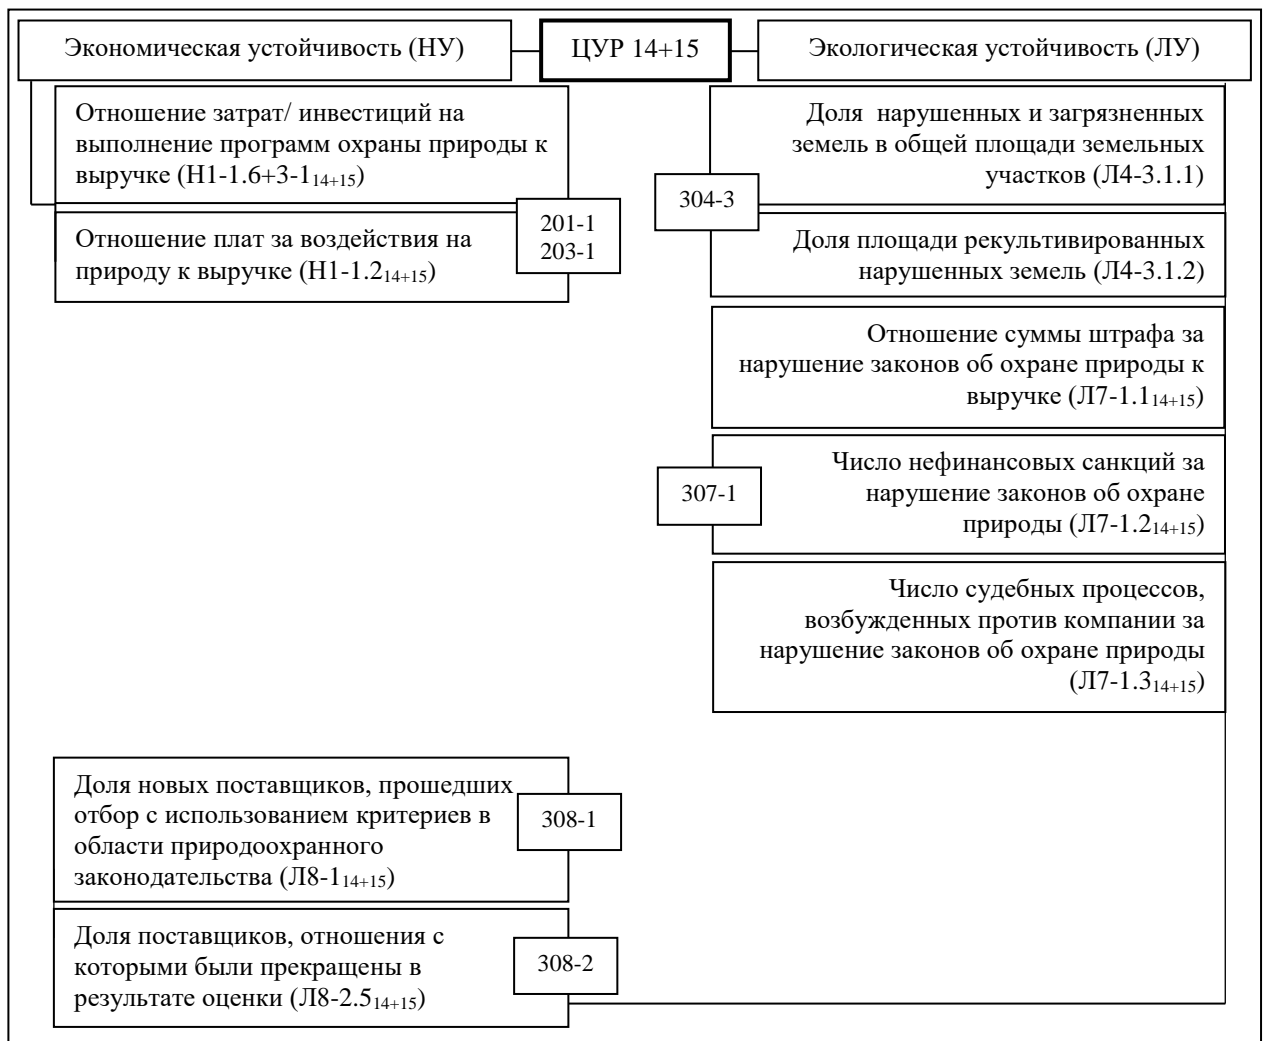 Экономическая устойчивость (НУ)
ЦУР 14+15
Экологическая устойчивость (ЛУ)
Отношение затрат/ инвестиций на
выполнение программ охраны природы к
выручке (Н1-1.6+3-1₁₄₊₁₅)
Отношение плат за воздействия на
природу к выручке (Н1-1.2₁₄₊₁₅)
201-1
203-1
Доля нарушенных и загрязненных
земель в общей площади земельных
участков (Л4-3.1.1)
304-3
Доля площади рекультивированных
нарушенных земель (Л4-3.1.2)
Отношение суммы штрафа за
нарушение законов об охране природы к
выручке (Л7-1.1₁₄₊₁₅)
Число нефинансовых санкций за
нарушение законов об охране
природы (Л7-1.2₁₄₊₁₅)
307-1
Число судебных процессов,
возбужденных против компании за
нарушение законов об охране природы
(Л7-1.3₁₄₊₁₅)
Доля новых поставщиков, прошедших
отбор с использованием критериев в
области природоохранного
законодательства (Л8-1₁₄₊₁₅)
308-1
Доля поставщиков, отношения с
которыми были прекращены в
результате оценки (Л8-2.5₁₄₊₁₅)
308-2